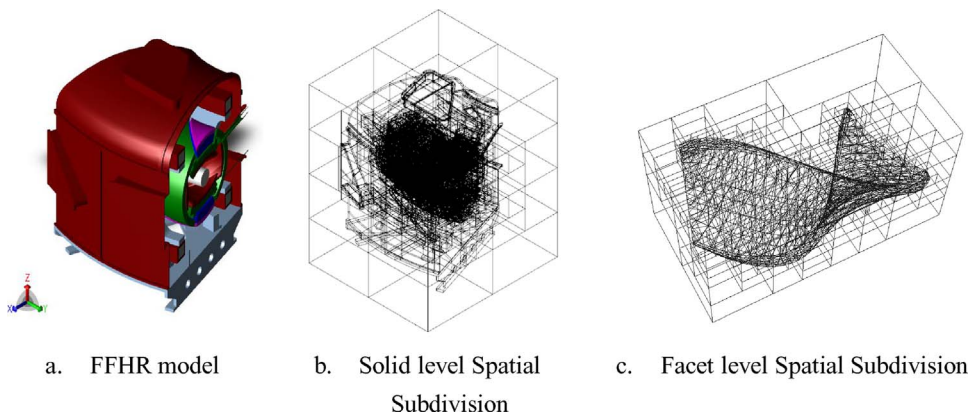 Z
X
Y
a. FFHR model
b. Solid level Spatial
Subdivision
c. Facet level Spatial Subdivision